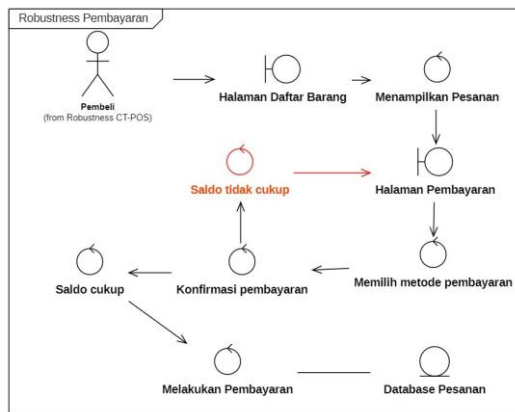 Robustness Pembayaran
Pembeli
(from Robustness CT-POS)
Halaman Daftar Barang
Menampilkan Pesanan
Saldo tidak cukup
Halaman Pembayaran
Saldo cukup
Konfirmasi pembayaran
Memilih metode pembayaran
Melakukan Pembayaran
Database Pesanan